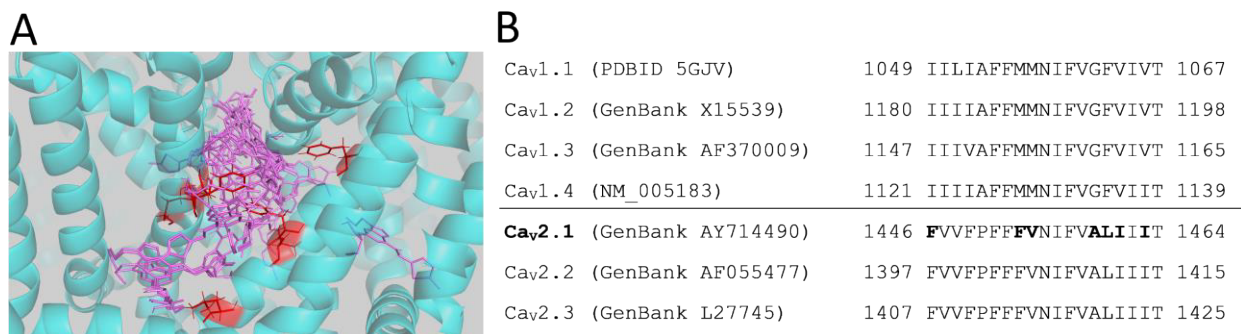 A
B
Cav1.1 (PDBID 5GJV) 1049 IILIAFFMMNIFVGFVIVT 1067
Cav1.2 (GenBank X15539) 1180 IIIIAFFMMNIFVGFVIVT 1198
Cav1.3 (GenBank AF370009) 1147 IIIVAFFMMNIFVGFVIVT 1165
Cav1.4 (NM_005183) 1121 IIIIAFFMMNIFVGFVIIT 1139
Cav2.1 (GenBank AY714490) 1446 FVVFPFFFVNIFVALIIIT 1464
Cav2.2 (GenBank AF055477) 1397 FVVFPFFFVNIFVALIIIT 1415
Cav2.3 (GenBank L27745) 1407 FVVFPFFFVNIFVALIIIT 1425